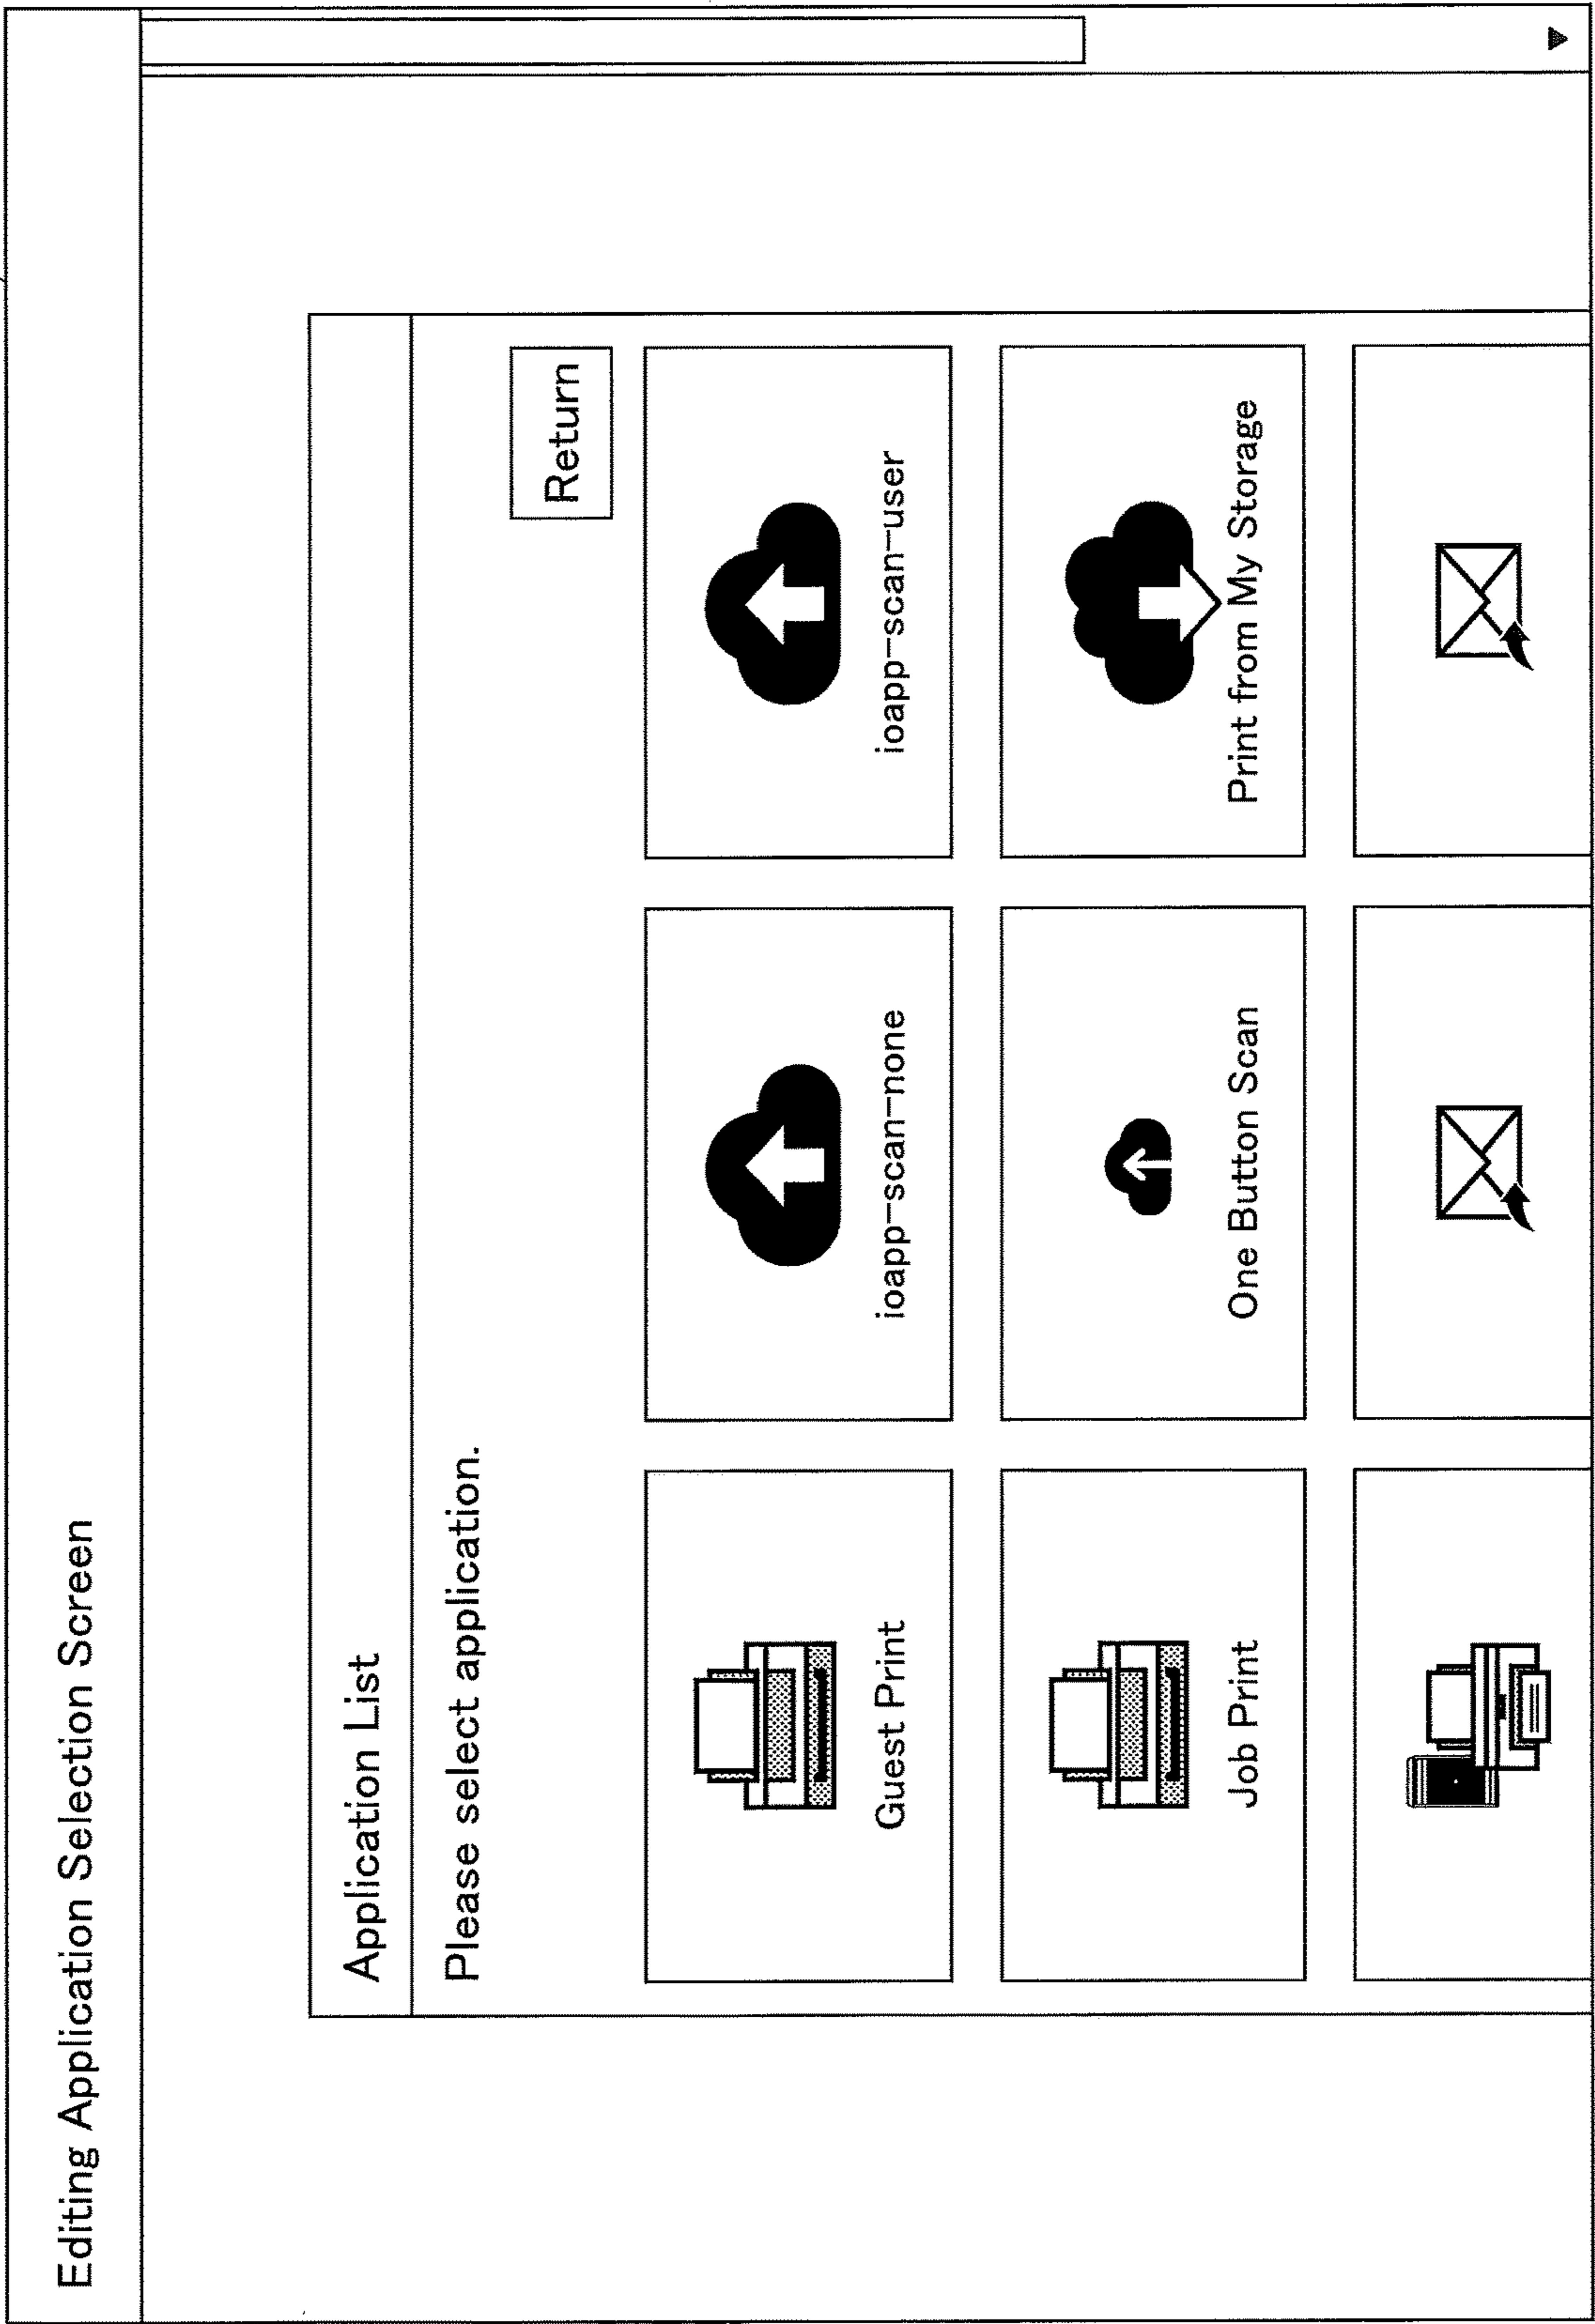 Editing Application Selection Screen
Application List
Please select application.
Return
Guest Print
ioapp-scan-none
ioapp-scan-user
Job Print
One Button Scan
Print from My Storage